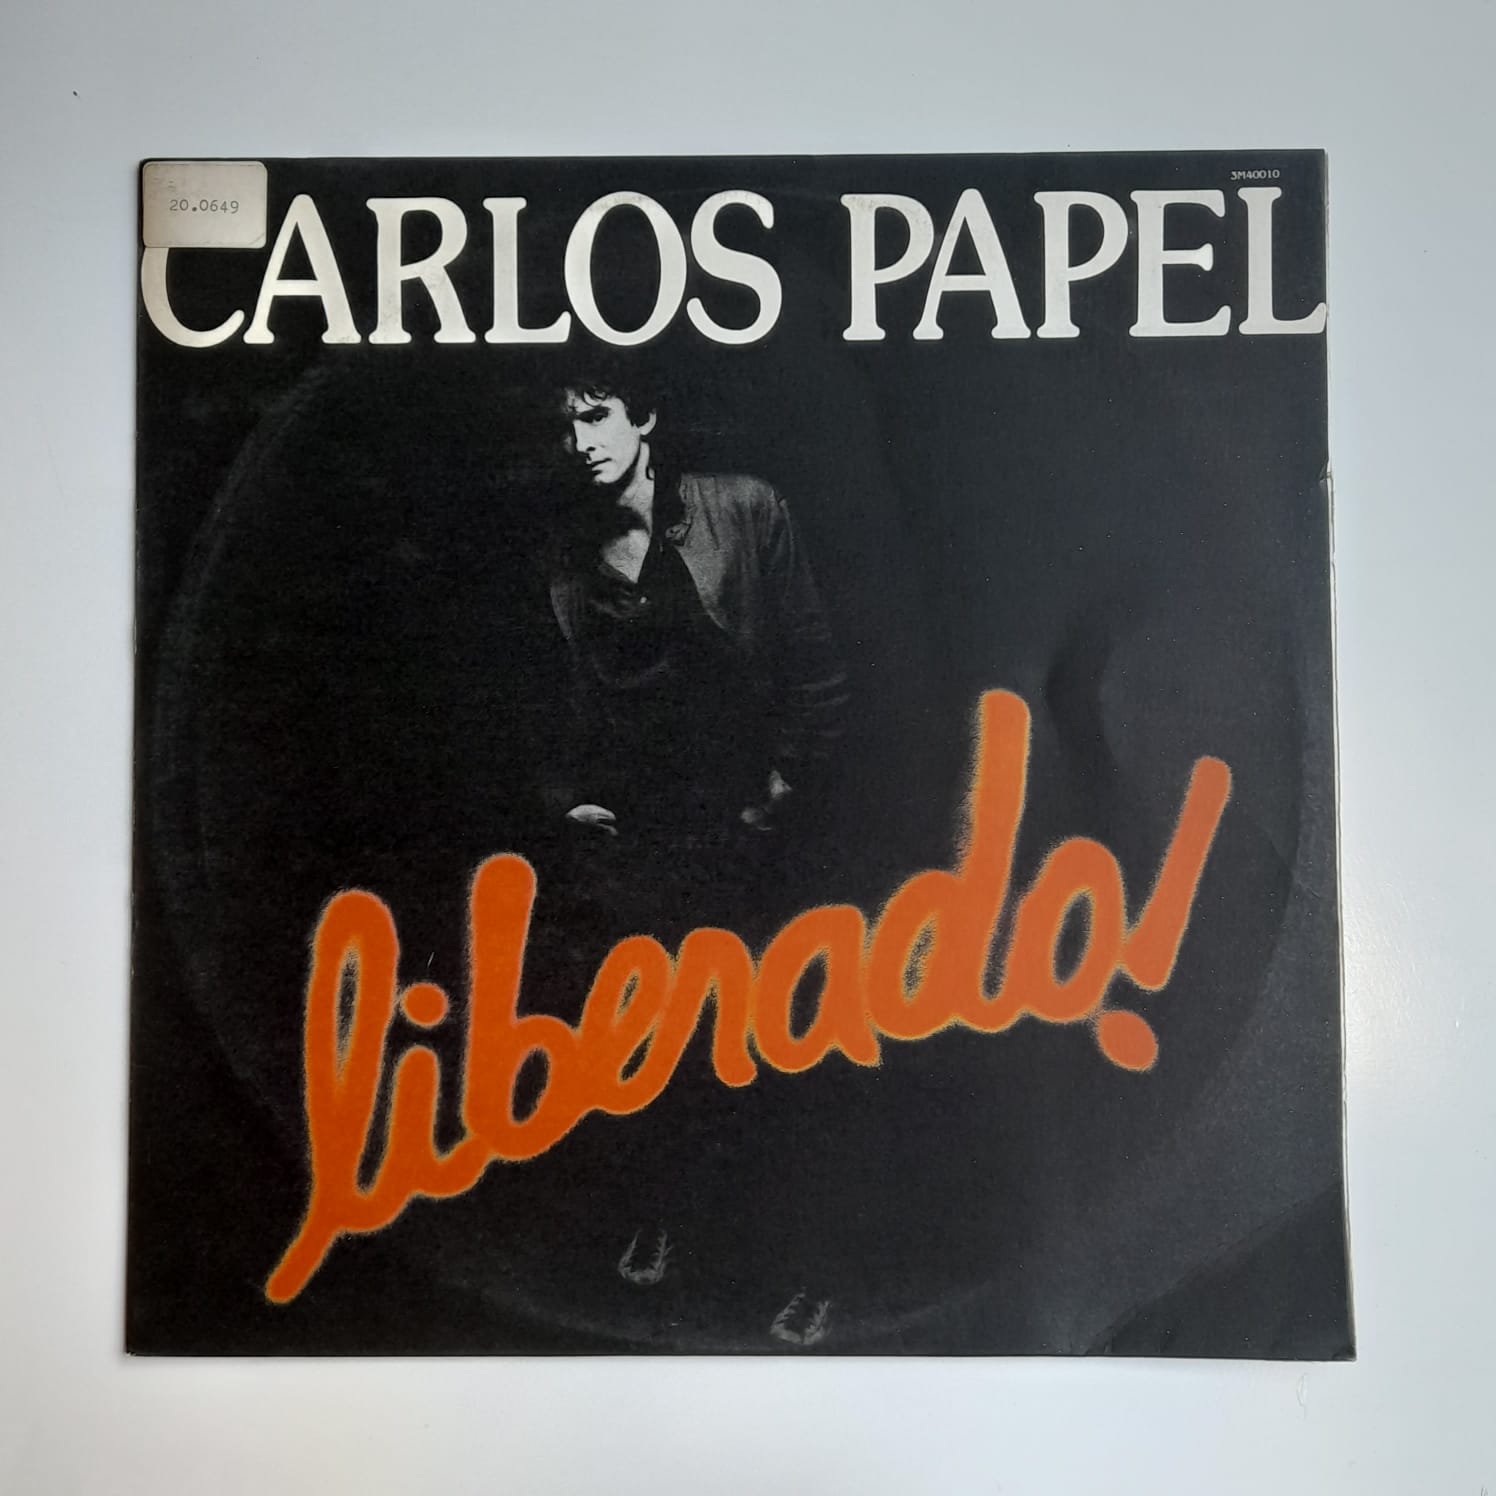 3M40010
20.0649
CARLOS PAPEL
liberado!